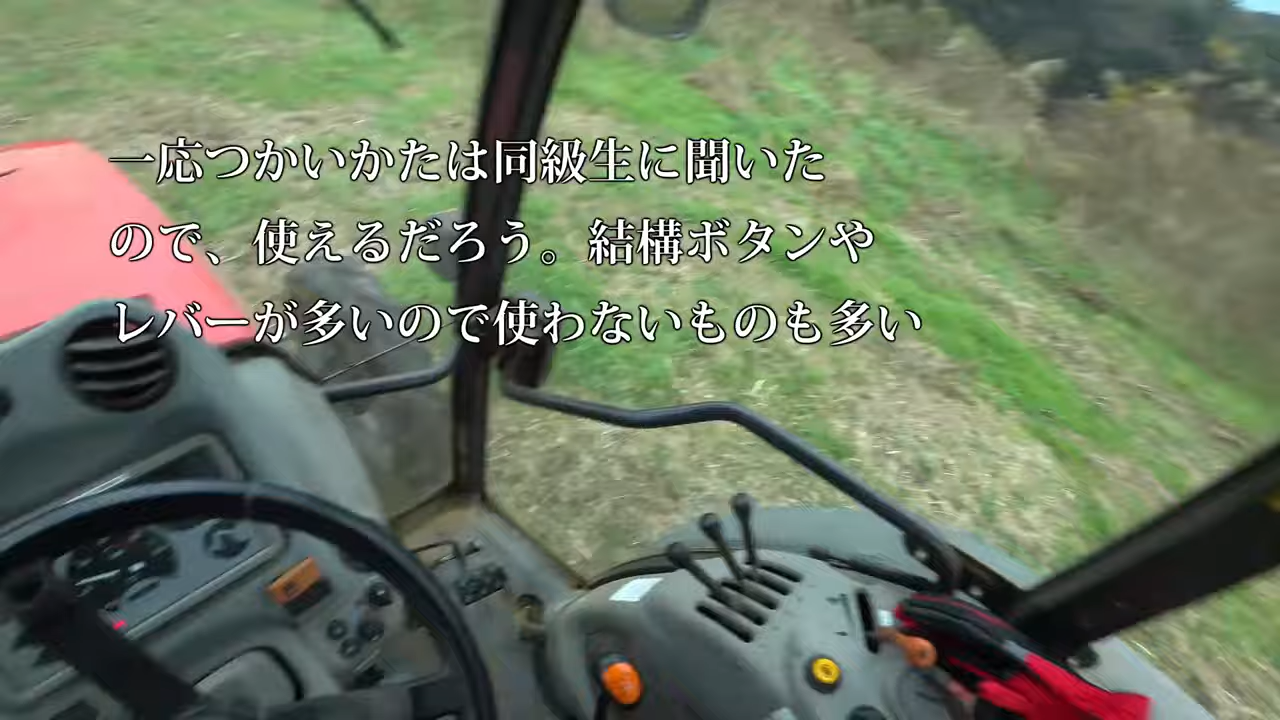 一応つかいかたは同級生に聞いた
ので、使えるだろう。結構ボタンや
レバーが多いので使わないものも多い